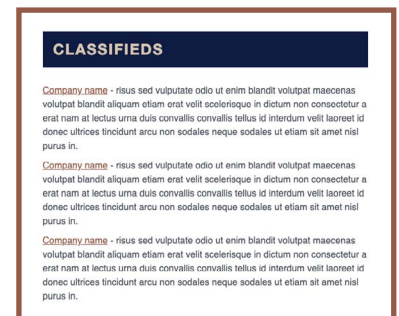 CLASSIFIEDS
Company name - risus sed vulputate odio ut enim blandit volutpat maecenas
volutpat blandit aliquam etiam erat velit scelerisque in dictum non consectetur a
erat nam at lectus urna duis convallis convallis tellus id interdum velit laoreet id
donec ultrices tincidunt arcu non sodales neque sodales ut etiam sit amet nisl
purus in.
Company name - risus sed vulputate odio ut enim blandit volutpat maecenas
volutpat blandit aliquam etiam erat velit scelerisque in dictum non consectetur a
erat nam at lectus urna duis convallis convallis tellus id interdum velit laoreet id
donec ultrices tincidunt arcu non sodales neque sodales ut etiam sit amet nisl
purus in.
Company name - risus sed vulputate odio ut enim blandit volutpat maecenas
volutpat blandit aliquam etiam erat velit scelerisque in dictum non consectetur a
erat nam at lectus urna duis convallis convallis tellus id interdum velit laoreet id
donec ultrices tincidunt arcu non sodales neque sodales ut etiam sit amet nisl
purus in.